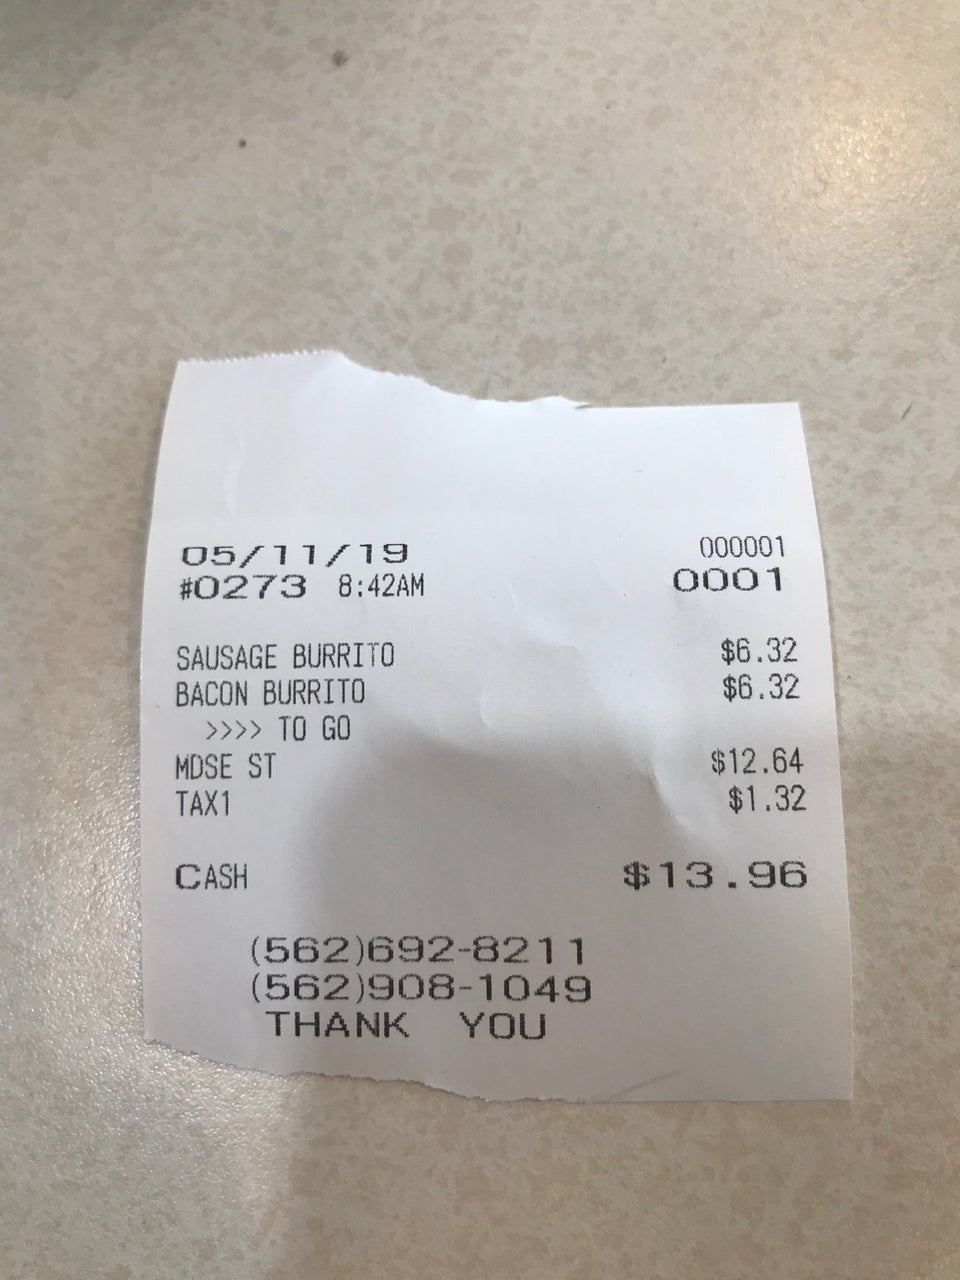 05/11/19 000001
#0273 8:42AM 0001
SAUSAGE BURRITO $6.32
BACON BURRITO $6.32
>>>> TO GO
MDSE ST $12.64
TAX1 $1.32
CASH $13.96
(562)692-8211
(562)908-1049
THANK YOU